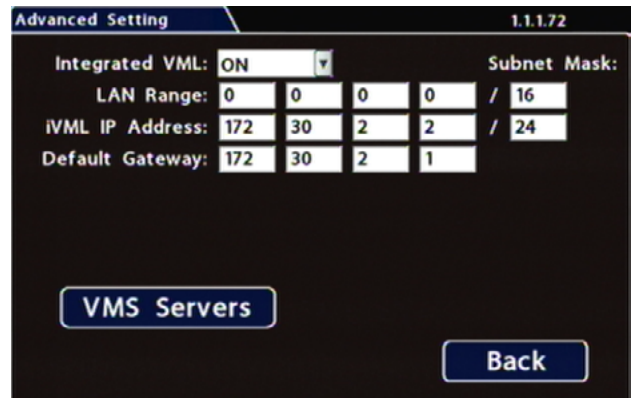 Advanced Setting 1.1.1.72
Integrated VML: ON Subnet Mask:
LAN Range: 0 0 0 0 / 16
iVML IP Address: 172 30 2 2 / 24
Default Gateway: 172 30 2 1
VMS Servers
Back